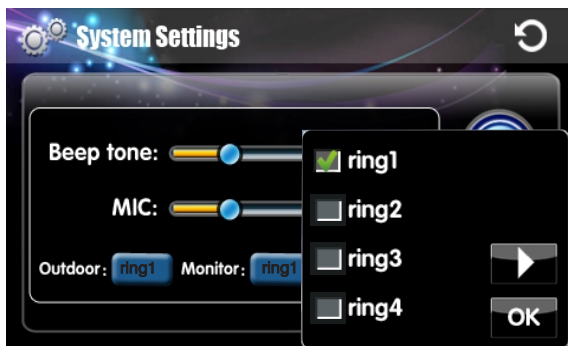 System Settings
Beep tone:
MIC:
Outdoor: ring1 Monitor: ring1
ring1
ring2
ring3
ring4
OK